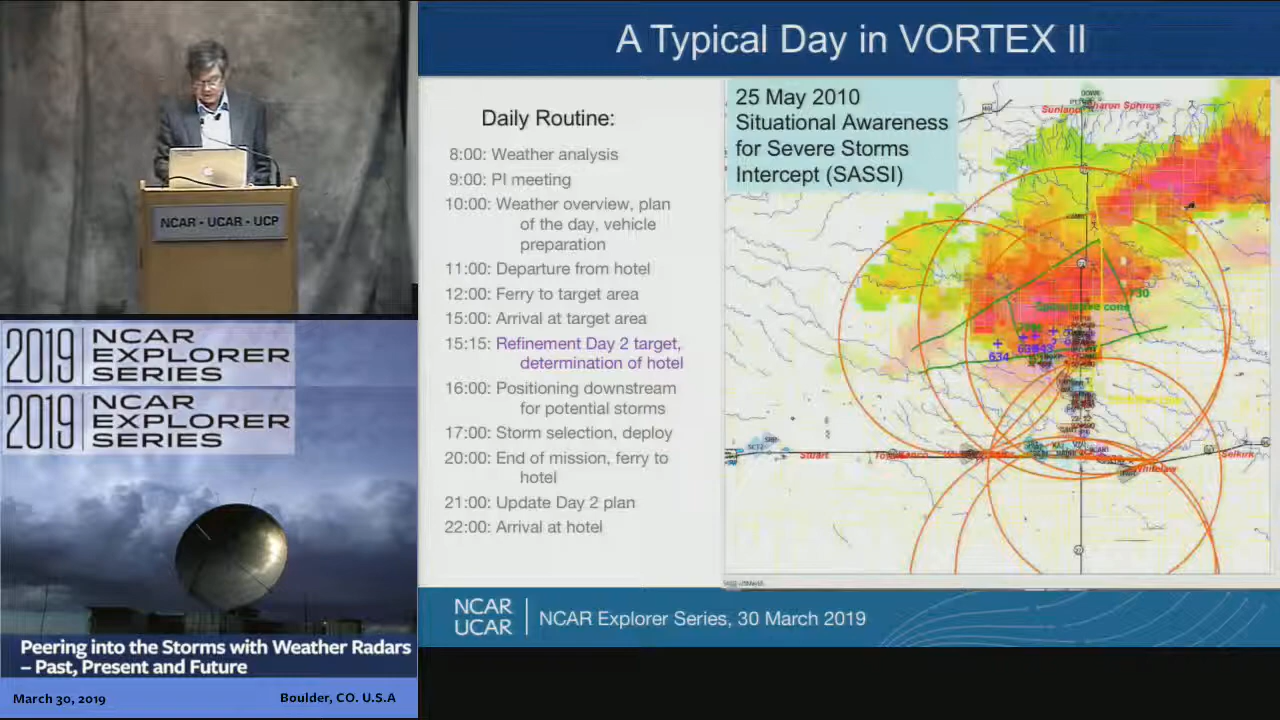 A Typical Day in VORTEX II
NCAR - UCAR - UCP
Daily Routine:
8:00: Weather analysis
9:00: PI meeting
10:00: Weather overview, plan
of the day, vehicle
preparation
11:00: Departure from hotel
12:00: Ferry to target area
15:00: Arrival at target area
15:15: Refinement Day 2 target,
determination of hotel
16:00: Positioning downstream
for potential storms
17:00: Storm selection, deploy
20:00: End of mission, ferry to
hotel
21:00: Update Day 2 plan
22:00: Arrival at hotel
25 May 2010
Situational Awareness
for Severe Storms
Intercept (SASSI)
Sharon Springs
730
634
Stuart
Selkirk
2019 NCAR
EXPLORER
SERIES
2019 NCAR
EXPLORER
SERIES
Peering into the Storms with Weather Radars
– Past, Present and Future
March 30, 2019
Boulder, CO. U.S.A
NCAR
UCAR
NCAR Explorer Series, 30 March 2019